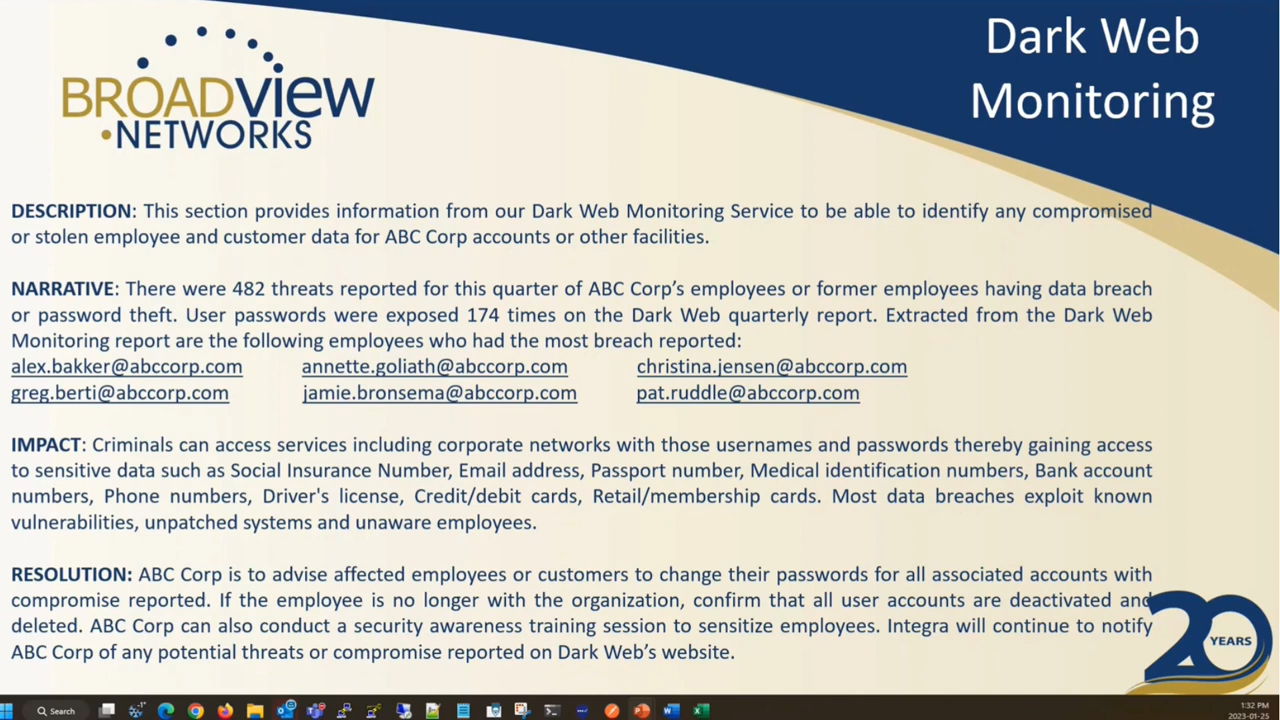 BROADVIEW
NETWORKS
Dark Web
Monitoring
DESCRIPTION: This section provides information from our Dark Web Monitoring Service to be able to identify any compromised
or stolen employee and customer data for ABC Corp accounts or other facilities.
NARRATIVE: There were 482 threats reported for this quarter of ABC Corp's employees or former employees having data breach
or password theft. User passwords were exposed 174 times on the Dark Web quarterly report. Extracted from the Dark Web
Monitoring report are the following employees who had the most breach reported:
alex.bakker@abccorp.com annette.goliath@abccorp.com christina.jensen@abccorp.com
greg.berti@abccorp.com jamie.bronsema@abccorp.com pat.ruddle@abccorp.com
IMPACT: Criminals can access services including corporate networks with those usernames and passwords thereby gaining access
to sensitive data such as Social Insurance Number, Email address, Passport number, Medical identification numbers, Bank account
numbers, Phone numbers, Driver's license, Credit/debit cards, Retail/membership cards. Most data breaches exploit known
vulnerabilities, unpatched systems and unaware employees.
RESOLUTION: ABC Corp is to advise affected employees or customers to change their passwords for all associated accounts with
compromise reported. If the employee is no longer with the organization, confirm that all user accounts are deactivated and
deleted. ABC Corp can also conduct a security awareness training session to sensitize employees. Integra will continue to notify
ABC Corp of any potential threats or compromise reported on Dark Web's website.
20 YEARS
Search
1:32 PM
2023-01-25